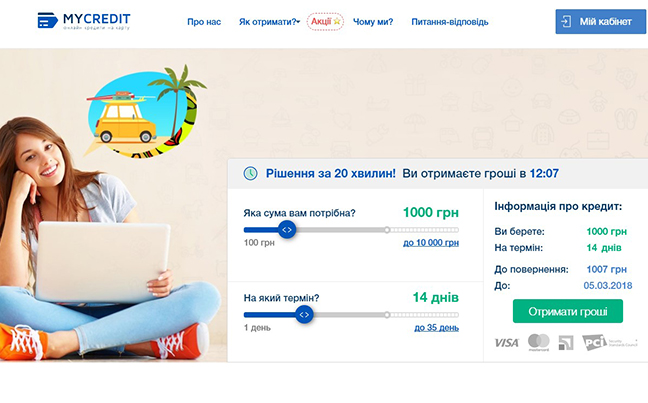 MYCREDIT
онлайн кредити на карту
Про нас
Як отримати?
Акції
Чому ми?
Питання-відповідь
Мій кабінет
Рішення за 20 хвилин! Ви отримаєте гроші в 12:07
Яка сума вам потрібна?
1000 грн
100 грн
до 10 000 грн
На який термін?
14 днів
1 день
до 35 день
Інформація про кредит:
Ви берете: 1000 грн
На термін: 14 днів
До повернення: 1007 грн
До: 05.03.2018
Отримати гроші
VISA
mastercard
PCI